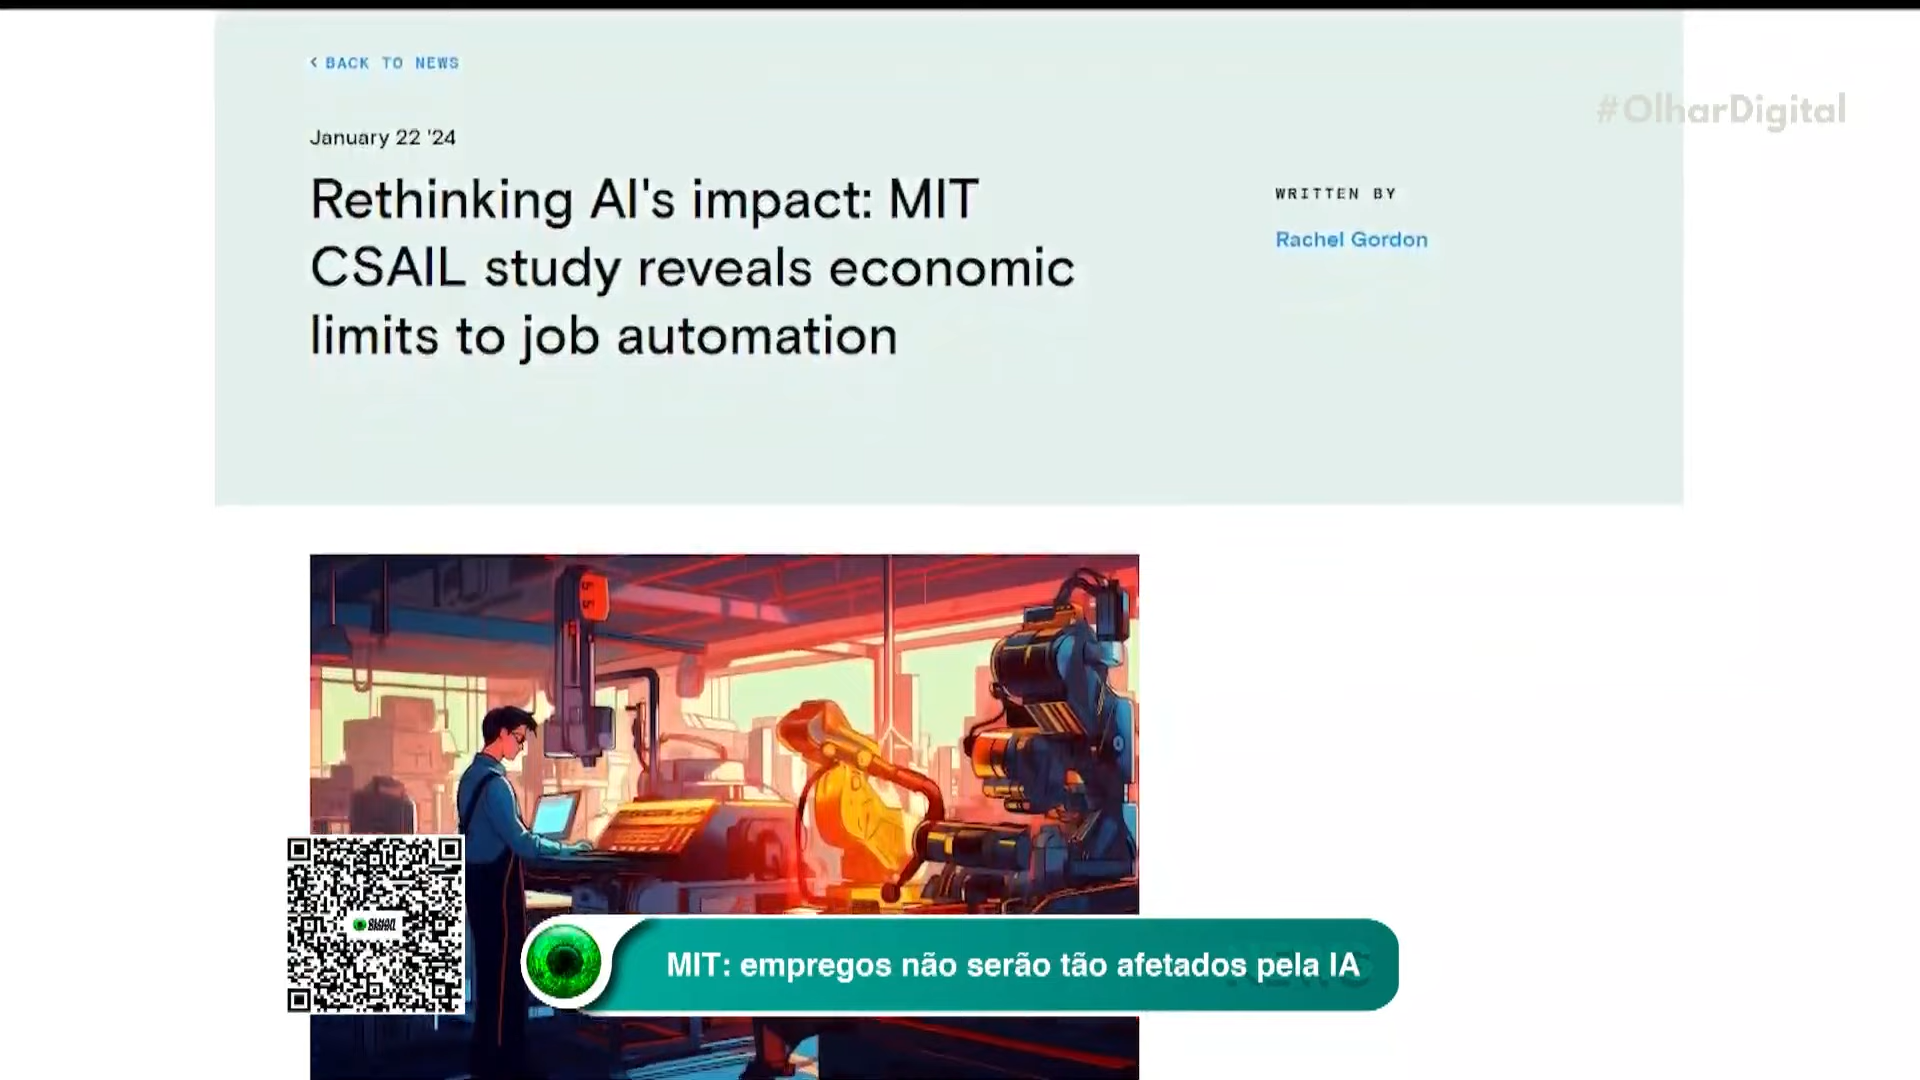 ‹ BACK TO NEWS
#OlharDigital
January 22 '24
Rethinking AI's impact: MIT
CSAIL study reveals economic
limits to job automation
WRITTEN BY
Rachel Gordon
MIT: empregos não serão tão afetados pela IA
NEWS